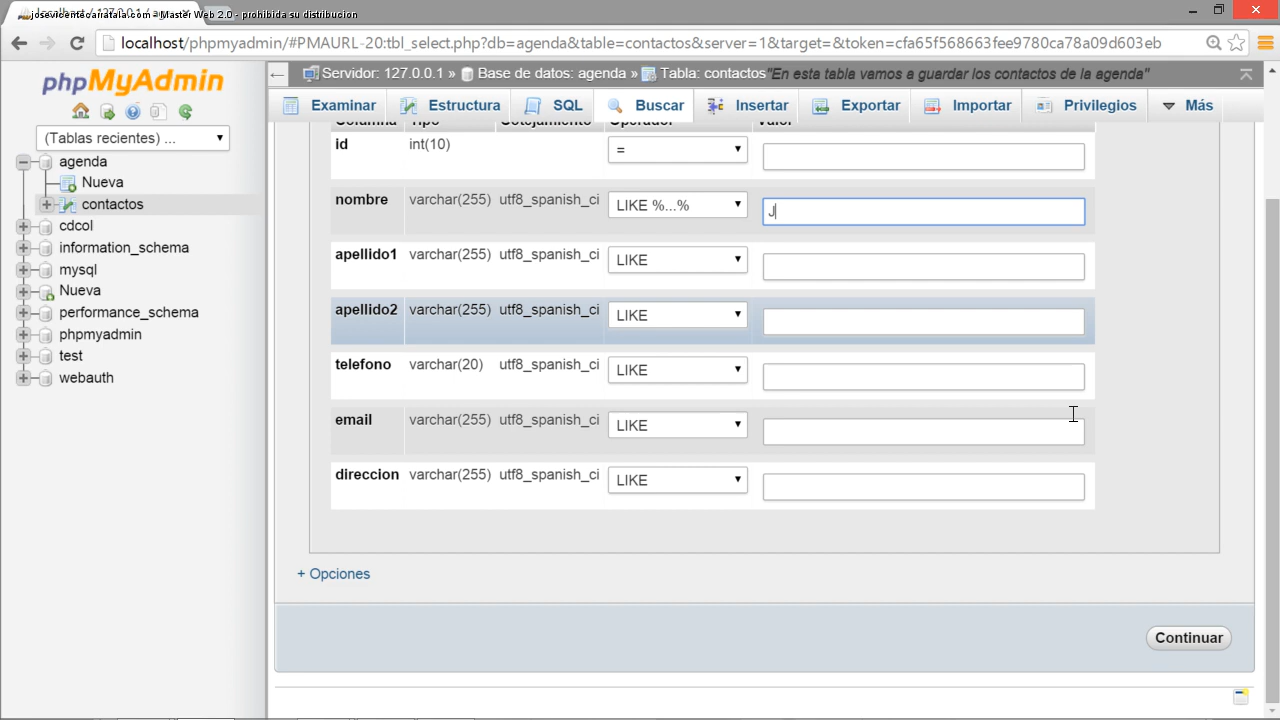 josevicentecarratala.com - Master Web 2.0 - prohibida su distribucion
localhost/phpmyadmin/#PMAURL-20:tbl_select.php?db=agenda&table=contactos&server=1&target=&token=cfa65f568663fee9780ca78a09d603eb
phpMyAdmin
(Tablas recientes) ...
agenda
Nueva
contactos
cdcol
information_schema
mysql
Nueva
performance_schema
phpmyadmin
test
webauth
Servidor: 127.0.0.1 » Base de datos: agenda » Tabla: contactos "En esta tabla vamos a guardar los contactos de la agenda"
Examinar Estructura SQL Buscar Insertar Exportar Importar Privilegios Más
Columna Tipo Cotejamiento Operador Valor
id int(10) =
nombre varchar(255) utf8_spanish_ci LIKE %...% J
apellido1 varchar(255) utf8_spanish_ci LIKE
apellido2 varchar(255) utf8_spanish_ci LIKE
telefono varchar(20) utf8_spanish_ci LIKE
email varchar(255) utf8_spanish_ci LIKE
direccion varchar(255) utf8_spanish_ci LIKE
+ Opciones
Continuar